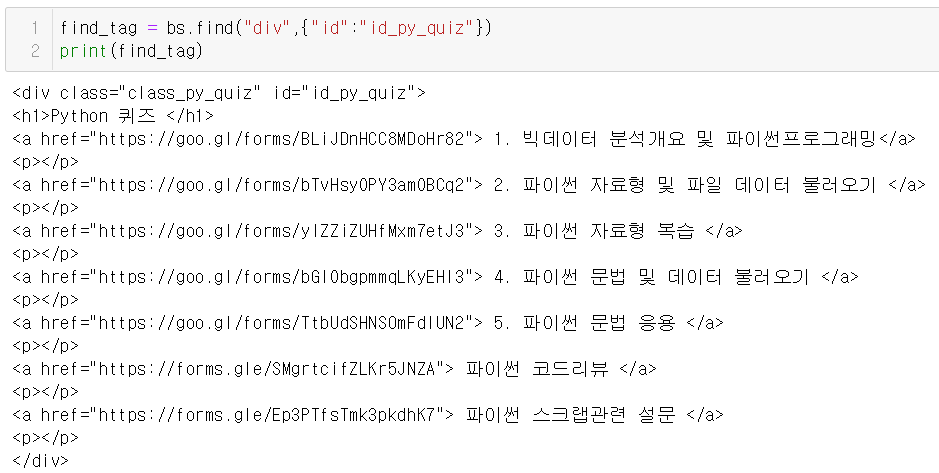 1 find_tag = bs.find("div",{"id":"id_py_quiz"})
2 print(find_tag)
<div class="class_py_quiz" id="id_py_quiz">
<h1>Python 퀴즈 </h1>
<a href="https://goo.gl/forms/BLiJDnHCC8MDoHr82"> 1. 빅데이터 분석개요 및 파이썬프로그래밍</a>
<p></p>
<a href="https://goo.gl/forms/bTvHsy0PY3am0BCq2"> 2. 파이썬 자료형 및 파일 데이터 불러오기 </a>
<p></p>
<a href="https://goo.gl/forms/ylZZiZUHfMxm7etJ3"> 3. 파이썬 자료형 복습 </a>
<p></p>
<a href="https://goo.gl/forms/bGl0bgpmmqLKyEHl3"> 4. 파이썬 문법 및 데이터 불러오기 </a>
<p></p>
<a href="https://goo.gl/forms/TtbUdSHNSOmFdlUN2"> 5. 파이썬 문법 응용 </a>
<p></p>
<a href="https://forms.gle/SMgrtcifZLKr5JNZA"> 파이썬 코드리뷰 </a>
<p></p>
<a href="https://forms.gle/Ep3PTfsTmk3pkdhK7"> 파이썬 스크랩관련 설문 </a>
<p></p>
</div>